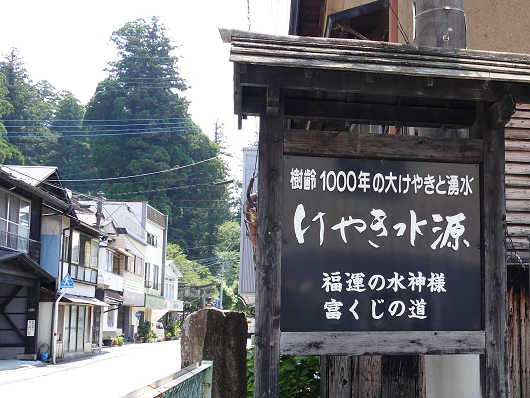 樹齢1000年の大けやきと湧水
けやき水源
福運の水神様
富くじの道